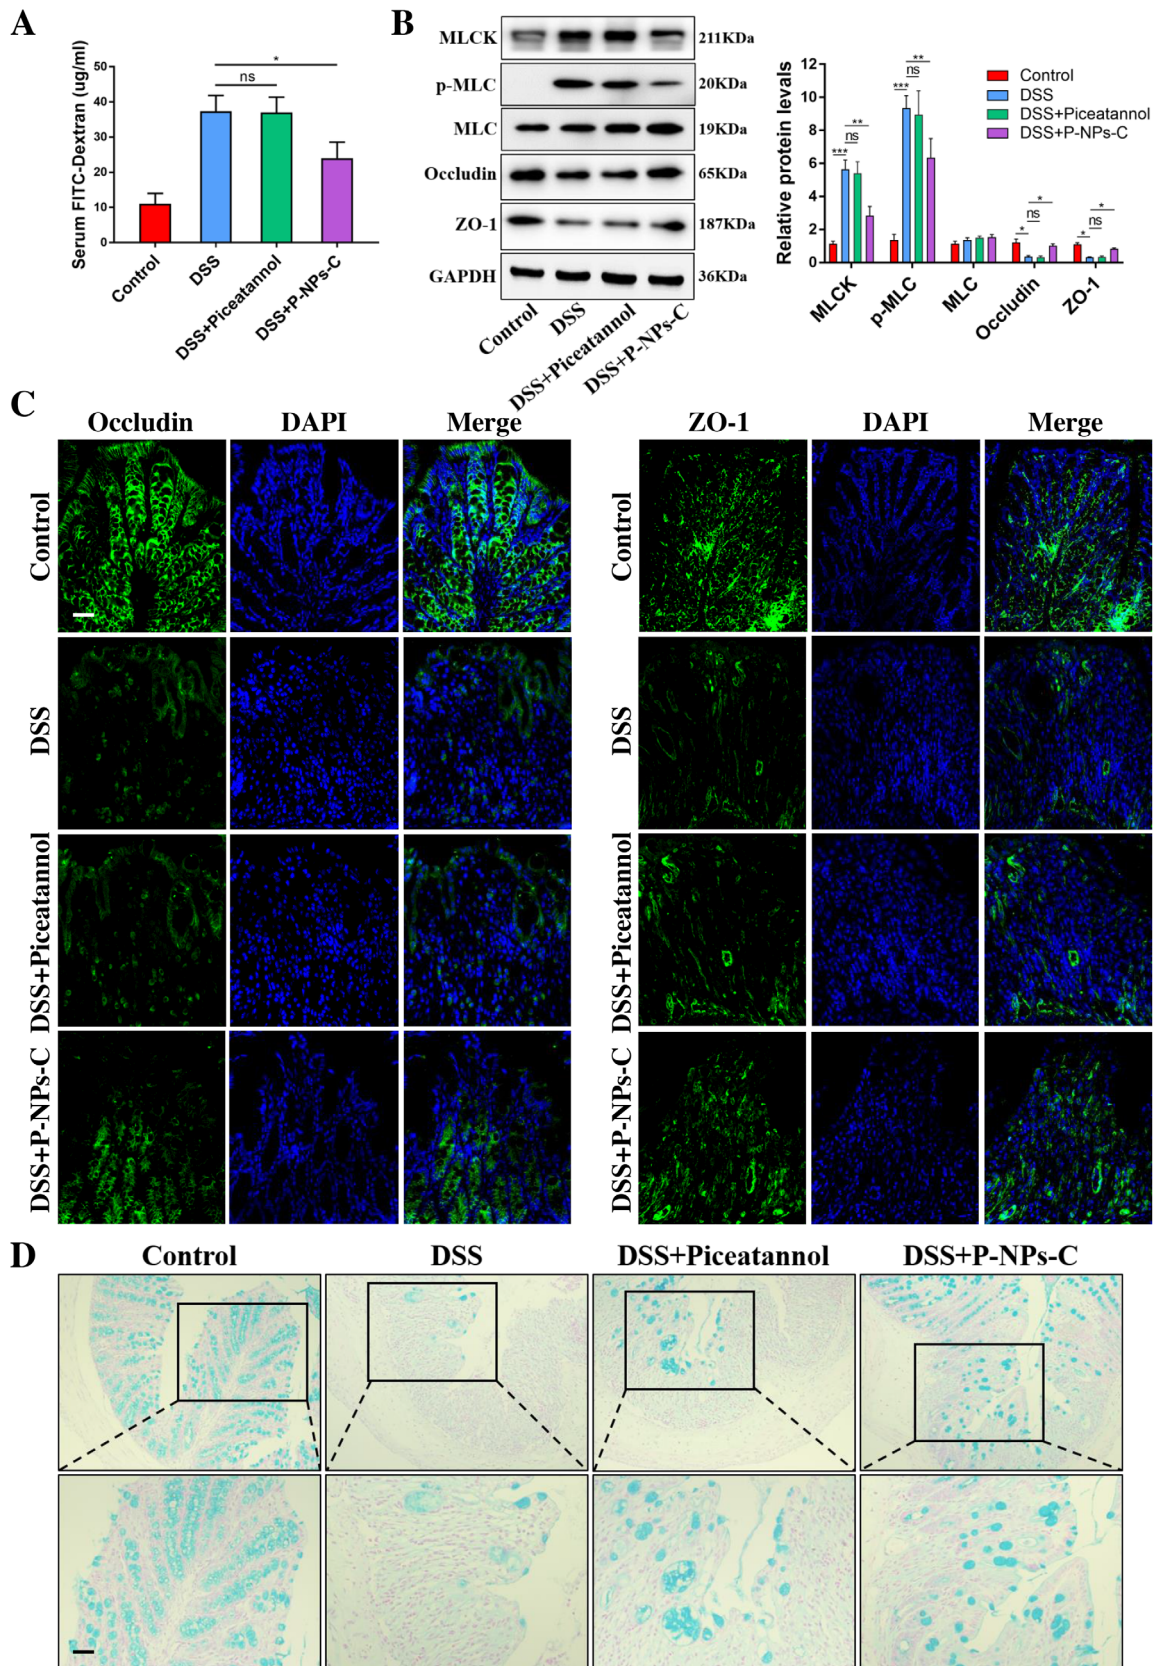 A
Serum FITC-Dextran (ug/ml)
50
40
30
20
10
0
*
ns
Control
DSS
DSS+Piceatannol
DSS+P-NPs-C
B
MLCK
211KDa
p-MLC
20KDa
MLC
19KDa
Occludin
65KDa
ZO-1
187KDa
GAPDH
36KDa
Control
DSS
DSS+Piceatannol
DSS+P-NPs-C
Relative protein levals
12
10
8
6
4
2
0
***
ns
**
***
ns
**
*
ns
*
*
ns
*
MLCK
p-MLC
MLC
Occludin
ZO-1
Control
DSS
DSS+Piceatannol
DSS+P-NPs-C
C
Occludin DAPI Merge ZO-1 DAPI Merge
Control
Control
DSS
DSS
DSS+Piceatannol
DSS+Piceatannol
DSS+P-NPs-C
DSS+P-NPs-C
D
Control DSS DSS+Piceatannol DSS+P-NPs-C